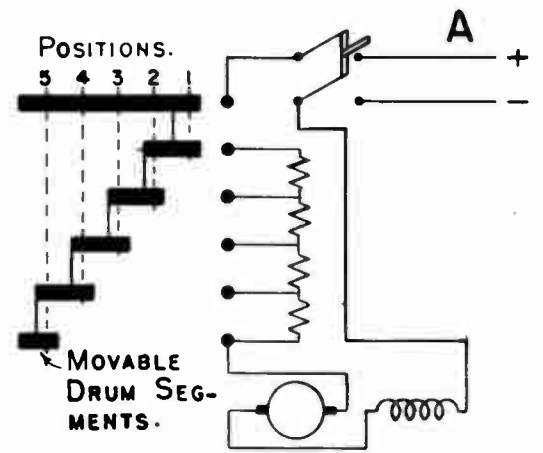 A
POSITIONS.
5 4 3 2 1
+
−
MOVABLE
DRUM SEG-
MENTS.